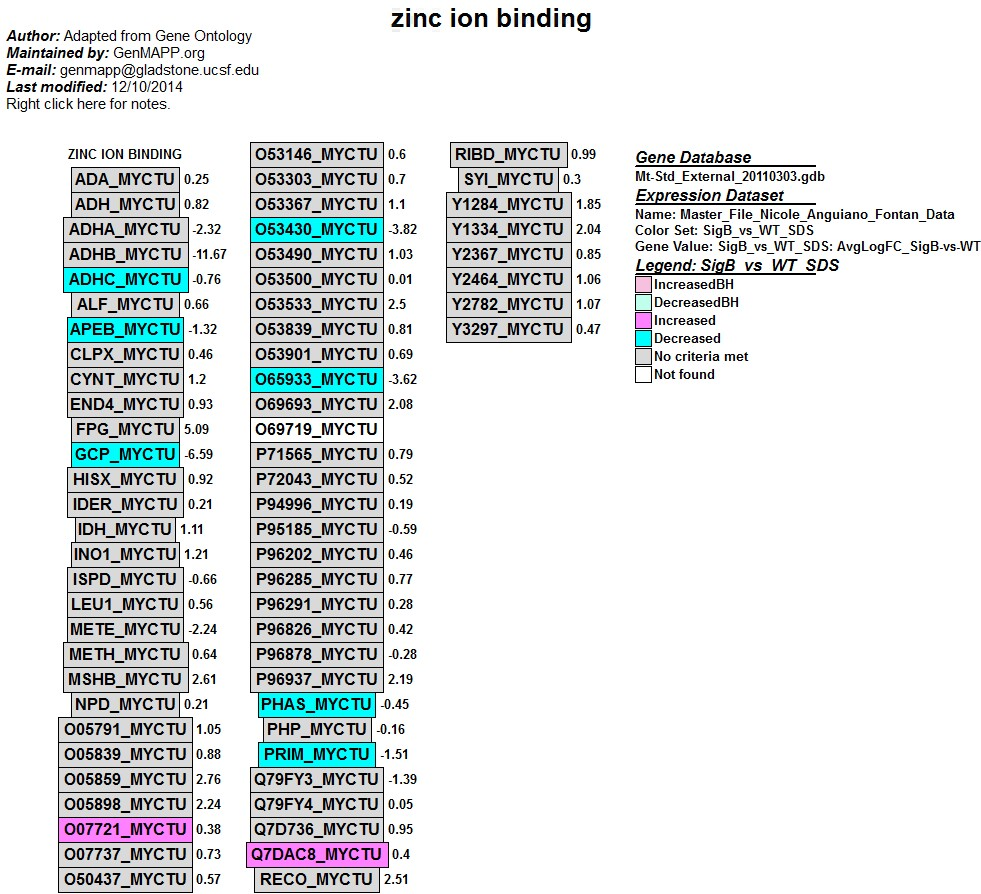 zinc ion binding
Author: Adapted from Gene Ontology
Maintained by: GenMAPP.org
E-mail: genmapp@gladstone.ucsf.edu
Last modified: 12/10/2014
Right click here for notes.
ZINC ION BINDING
ADA_MYCTU 0.25
ADH_MYCTU 0.82
ADHA_MYCTU -2.32
ADHB_MYCTU -11.67
ADHC_MYCTU -0.76
ALF_MYCTU 0.66
APEB_MYCTU -1.32
CLPX_MYCTU 0.46
CYNT_MYCTU 1.2
END4_MYCTU 0.93
FPG_MYCTU 5.09
GCP_MYCTU -6.59
HISX_MYCTU 0.92
IDER_MYCTU 0.21
IDH_MYCTU 1.11
INO1_MYCTU 1.21
ISPD_MYCTU -0.66
LEU1_MYCTU 0.56
METE_MYCTU -2.24
METH_MYCTU 0.64
MSHB_MYCTU 2.61
NPD_MYCTU 0.21
O05791_MYCTU 1.05
O05839_MYCTU 0.88
O05859_MYCTU 2.76
O05898_MYCTU 2.24
O07721_MYCTU 0.38
O07737_MYCTU 0.73
O50437_MYCTU 0.57
O53146_MYCTU 0.6
O53303_MYCTU 0.7
O53367_MYCTU 1.1
O53430_MYCTU -3.82
O53490_MYCTU 1.03
O53500_MYCTU 0.01
O53533_MYCTU 2.5
O53839_MYCTU 0.81
O53901_MYCTU 0.69
O65933_MYCTU -3.62
O69693_MYCTU 2.08
O69719_MYCTU
P71565_MYCTU 0.79
P72043_MYCTU 0.52
P94996_MYCTU 0.19
P95185_MYCTU -0.59
P96202_MYCTU 0.46
P96285_MYCTU 0.77
P96291_MYCTU 0.28
P96826_MYCTU 0.42
P96878_MYCTU -0.28
P96937_MYCTU 2.19
PHAS_MYCTU -0.45
PHP_MYCTU -0.16
PRIM_MYCTU -1.51
Q79FY3_MYCTU -1.39
Q79FY4_MYCTU 0.05
Q7D736_MYCTU 0.95
Q7DAC8_MYCTU 0.4
RECO_MYCTU 2.51
RIBD_MYCTU 0.99
SYI_MYCTU 0.3
Y1284_MYCTU 1.85
Y1334_MYCTU 2.04
Y2367_MYCTU 0.85
Y2464_MYCTU 1.06
Y2782_MYCTU 1.07
Y3297_MYCTU 0.47
Gene Database
Mt-Std_External_20110303.gdb
Expression Dataset
Name: Master_File_Nicole_Anguiano_Fontan_Data
Color Set: SigB_vs_WT_SDS
Gene Value: SigB_vs_WT_SDS: AvgLogFC_SigB-vs-WT
Legend: SigB_vs_WT_SDS
IncreasedBH
DecreasedBH
Increased
Decreased
No criteria met
Not found